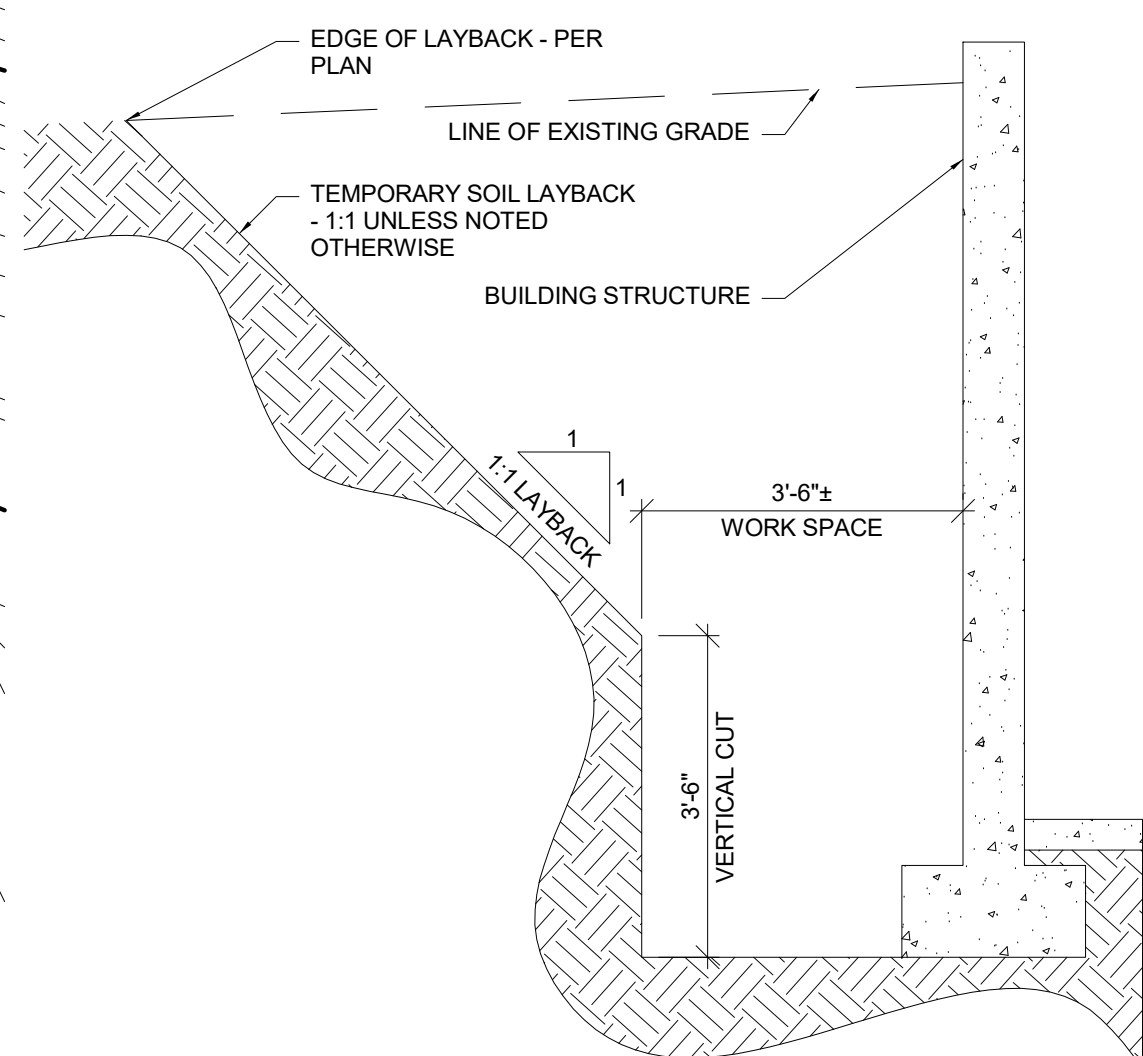 EDGE OF LAYBACK - PER
PLAN
LINE OF EXISTING GRADE
TEMPORARY SOIL LAYBACK
- 1:1 UNLESS NOTED
OTHERWISE
BUILDING STRUCTURE
1
1
1:1 LAYBACK
3'-6"±
WORK SPACE
3'-6"
VERTICAL CUT